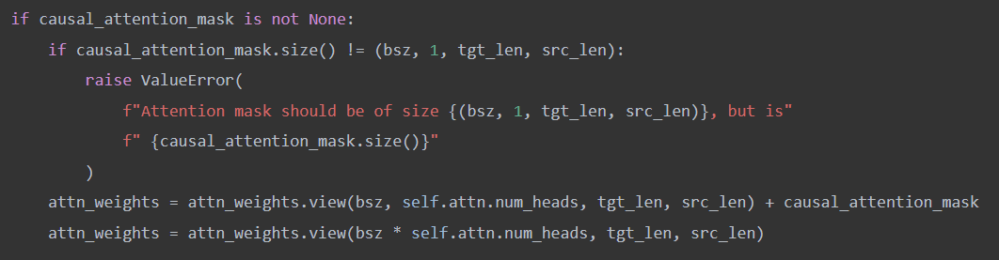 if causal_attention_mask is not None:
    if causal_attention_mask.size() != (bsz, 1, tgt_len, src_len):
        raise ValueError(
            f"Attention mask should be of size {(bsz, 1, tgt_len, src_len)}, but is"
            f" {causal_attention_mask.size()}"
        )
    attn_weights = attn_weights.view(bsz, self.attn.num_heads, tgt_len, src_len) + causal_attention_mask
    attn_weights = attn_weights.view(bsz * self.attn.num_heads, tgt_len, src_len)